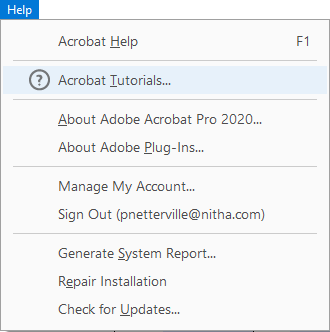 Help
Acrobat Help F1
Acrobat Tutorials...
About Adobe Acrobat Pro 2020...
About Adobe Plug-Ins...
Manage My Account...
Sign Out (pnetterville@nitha.com)
Generate System Report...
Repair Installation
Check for Updates...